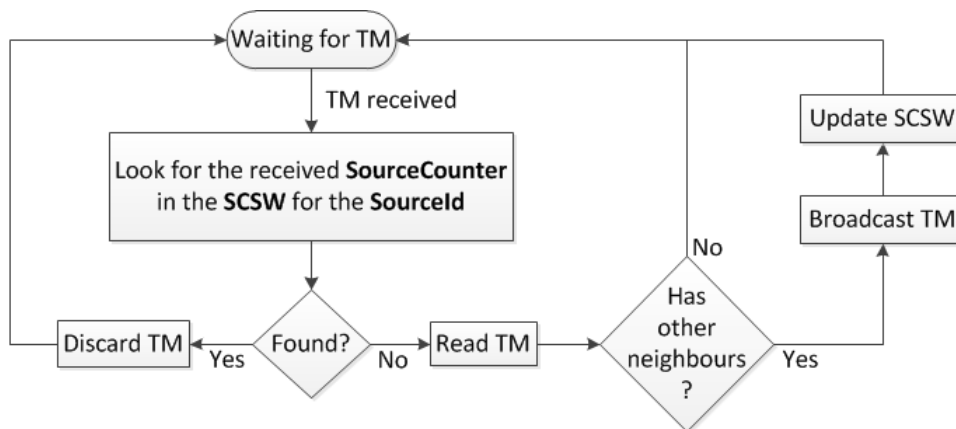 Waiting for TM
TM received
Look for the received SourceCounter
in the SCSW for the SourceId
Found?
Yes
Discard TM
No
Read TM
Has
other
neighbours
?
No
Yes
Broadcast TM
Update SCSW